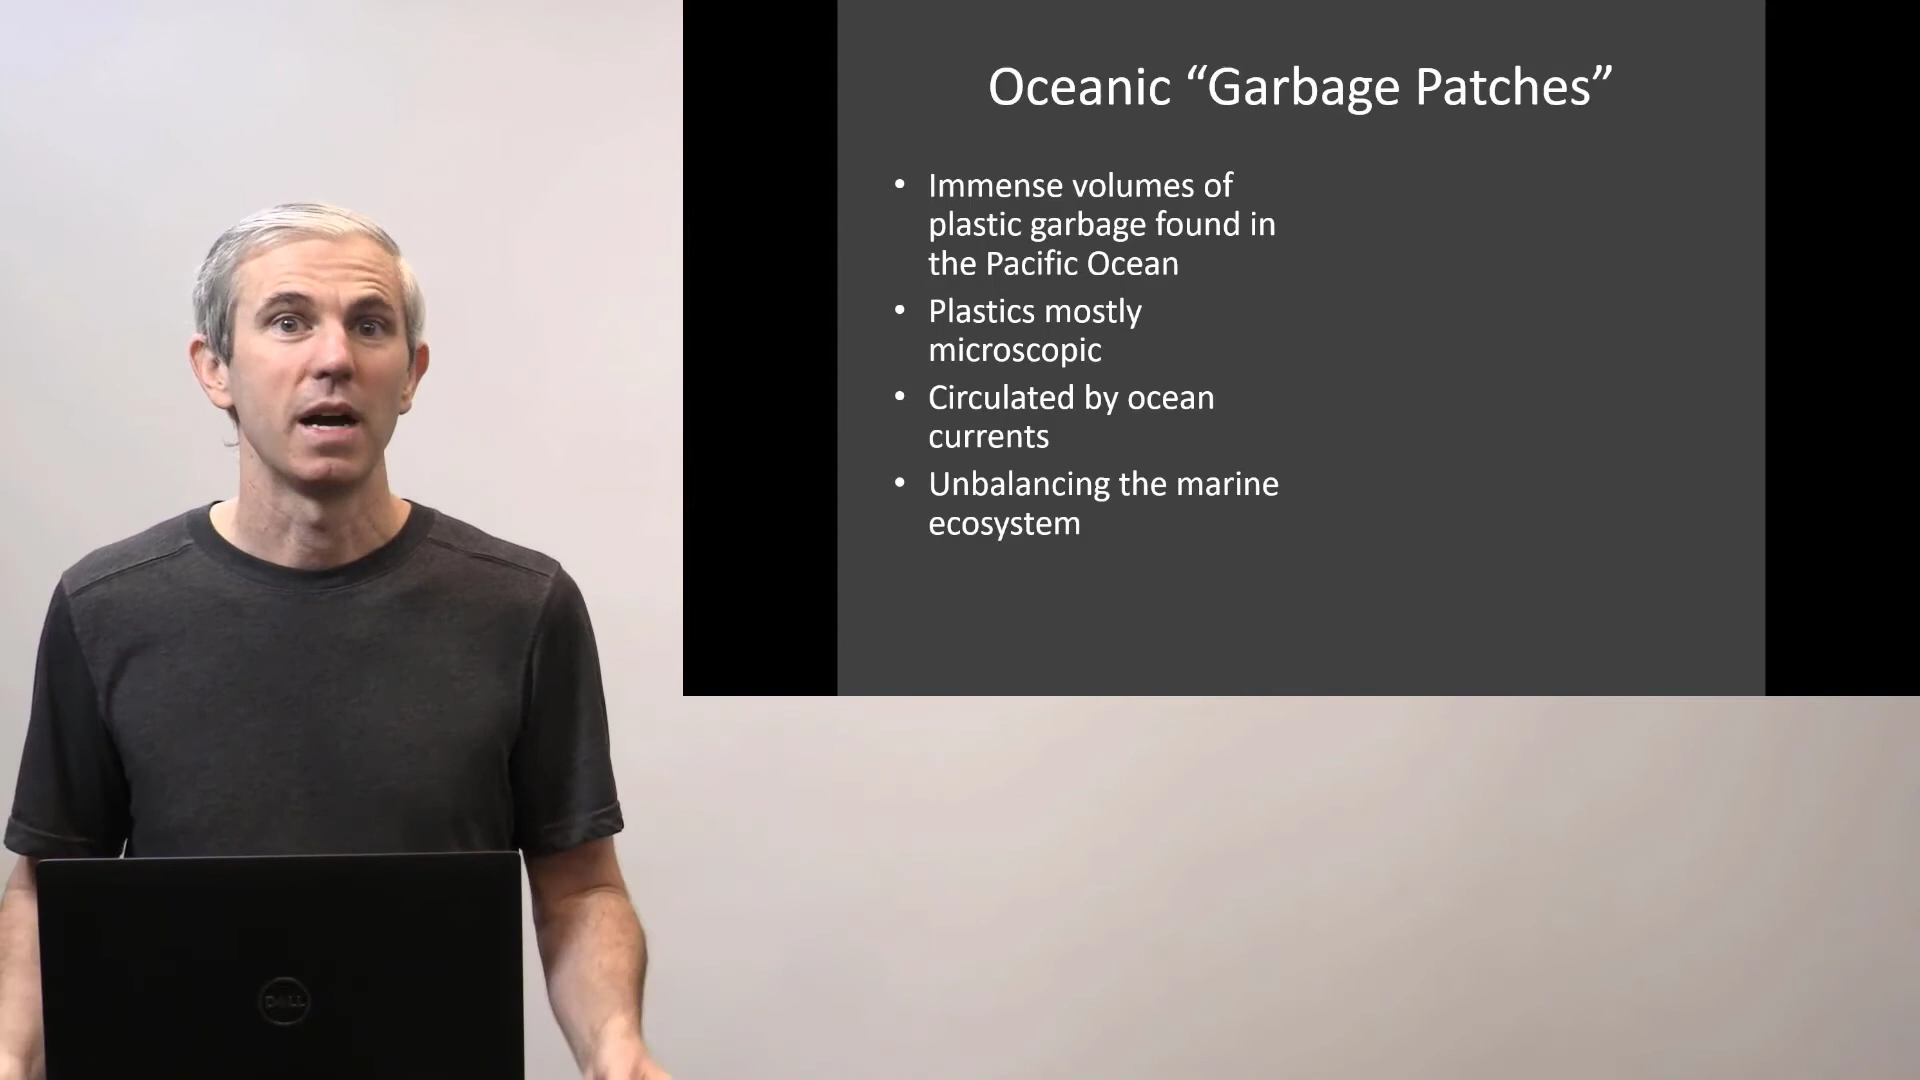 Oceanic “Garbage Patches”
• Immense volumes of
plastic garbage found in
the Pacific Ocean
• Plastics mostly
microscopic
• Circulated by ocean
currents
• Unbalancing the marine
ecosystem
DELL